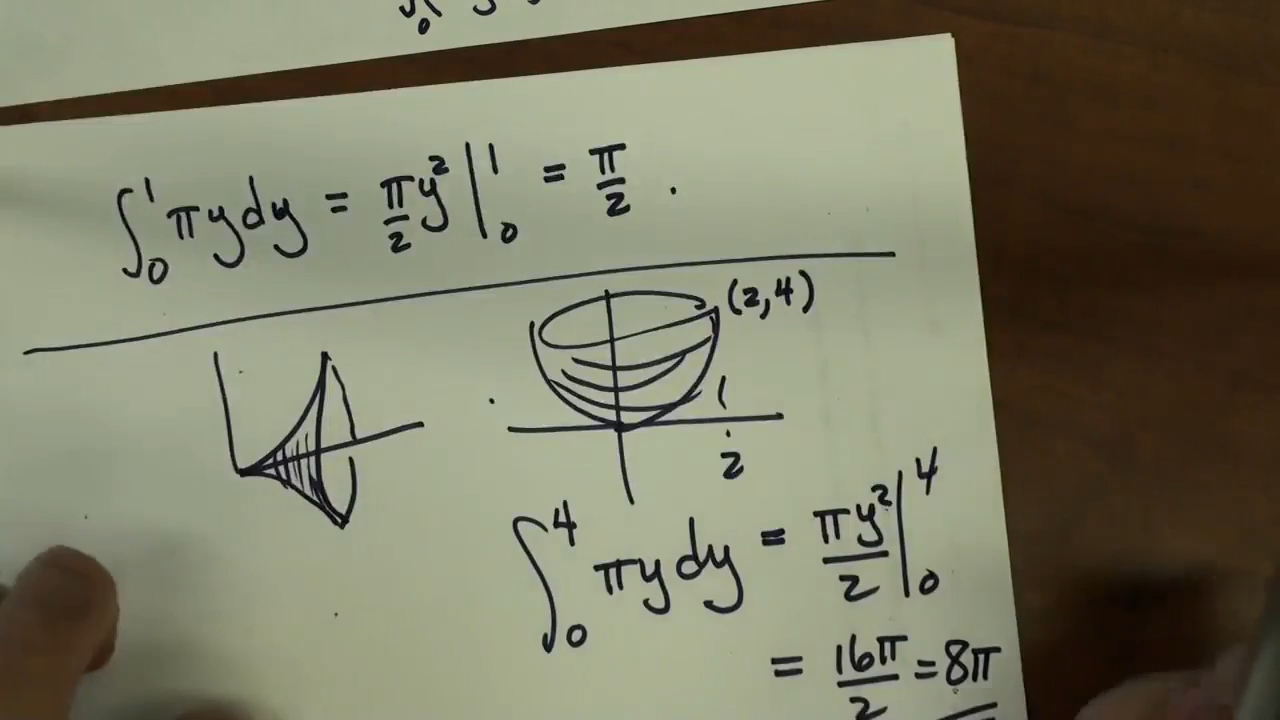 ∫₀¹ πy dy = π/2 y² |₀¹ = π/2 .
(2,4)
2
∫₀⁴ πy dy = πy²/2 |₀⁴
= 16π/2 = 8π